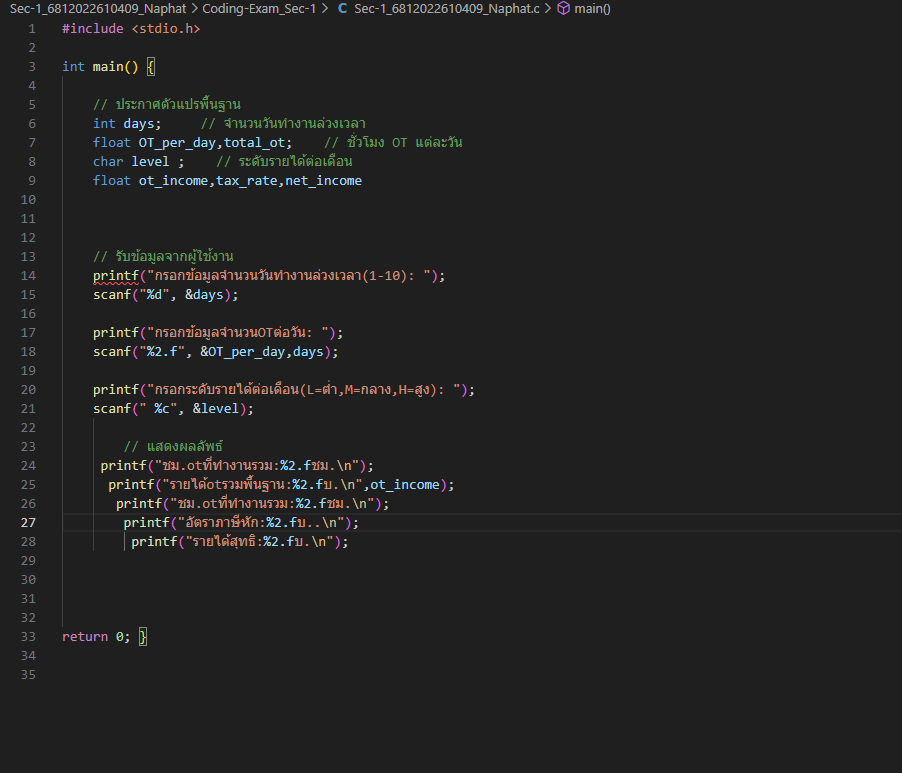 Sec-1_6812022610409_Naphat > Coding-Exam_Sec-1 > C Sec-1_6812022610409_Naphat.c > main()
1 #include <stdio.h>
2
3 int main() {
4
5 // ประกาศตัวแปรพื้นฐาน
6 int days; // จำนวนวันทำงานล่วงเวลา
7 float OT_per_day,total_ot; // ชั่วโมง OT แต่ละวัน
8 char level ; // ระดับรายได้ต่อเดือน
9 float ot_income,tax_rate,net_income
10
11
12
13 // รับข้อมูลจากผู้ใช้งาน
14 printf("กรอกข้อมูลจำนวนวันทำงานล่วงเวลา(1-10): ");
15 scanf("%d", &days);
16
17 printf("กรอกข้อมูลจำนวนOTต่อวัน: ");
18 scanf("%2.f", &OT_per_day,days);
19
20 printf("กรอกระดับรายได้ต่อเดือน(L=ต่ำ,M=กลาง,H=สูง): ");
21 scanf(" %c", &level);
22
23 // แสดงผลลัพธ์
24 printf("ชม.otที่ทำงานรวม:%2.fชม.\n");
25 printf("รายได้otรวมพื้นฐาน:%2.fบ.\n",ot_income);
26 printf("ชม.otที่ทำงานรวม:%2.fชม.\n");
27 printf("อัตราภาษีหัก:%2.fบ..\n");
28 printf("รายได้สุทธิ:%2.fบ.\n");
29
30
31
32
33 return 0; }
34
35